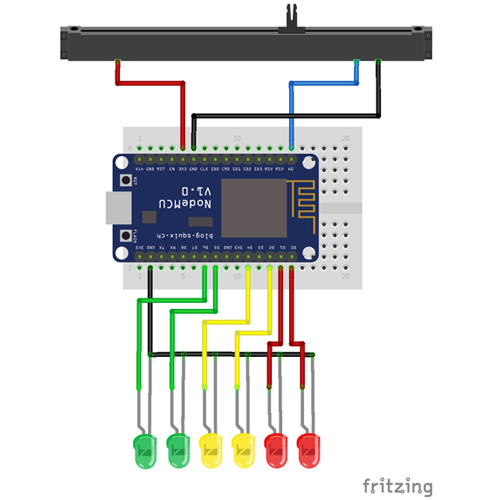 1
10
15
20
A
Vin GND RST EN 3V3 GND CLK SD0 CMD SD1 SD2 SD3 RSV RSV A0
RST
NodeMCU
V1.0
FLASH
blog.squix.ch
3V3 GND TX RX D8 D7 D6 D5 GND 3V3 D4 D3 D2 D1 D0
J
1
5
10
20
fritzing